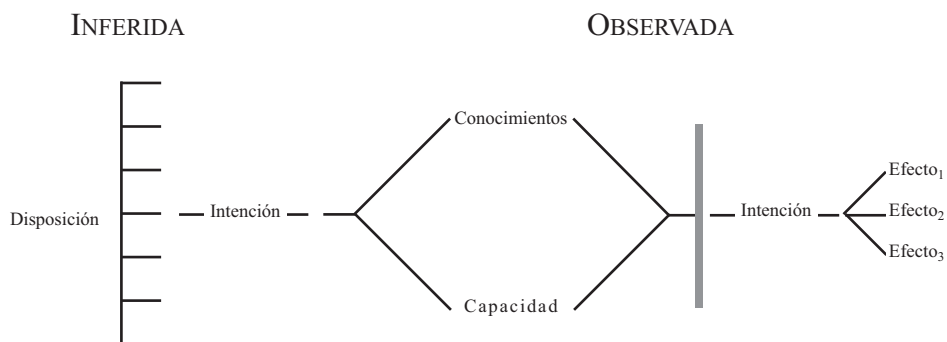 INFERIDA
OBSERVADA
Conocimientos
Disposición
Intención
Intención
Efecto₁
Efecto₂
Efecto₃
Capacidad